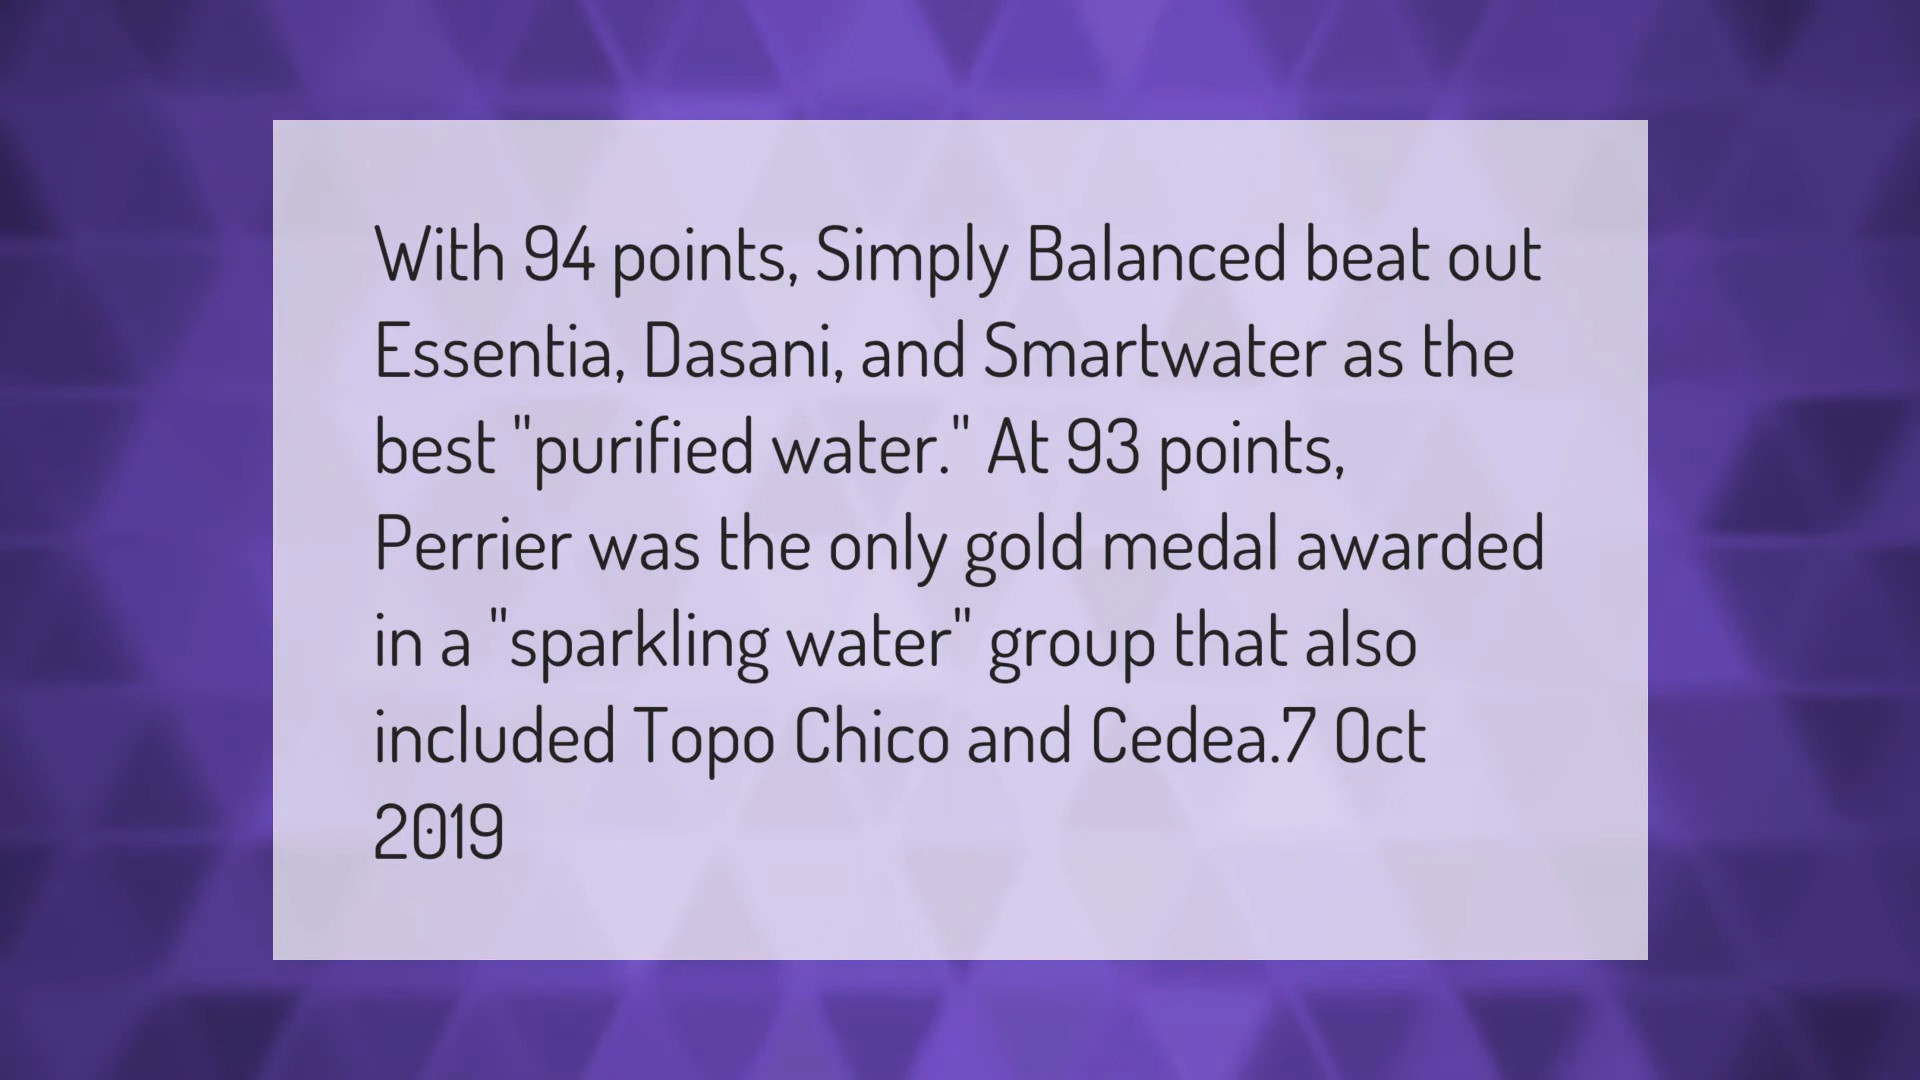 With 94 points, Simply Balanced beat out
Essentia, Dasani, and Smartwater as the
best "purified water." At 93 points,
Perrier was the only gold medal awarded
in a "sparkling water" group that also
included Topo Chico and Cedea.7 Oct
2019